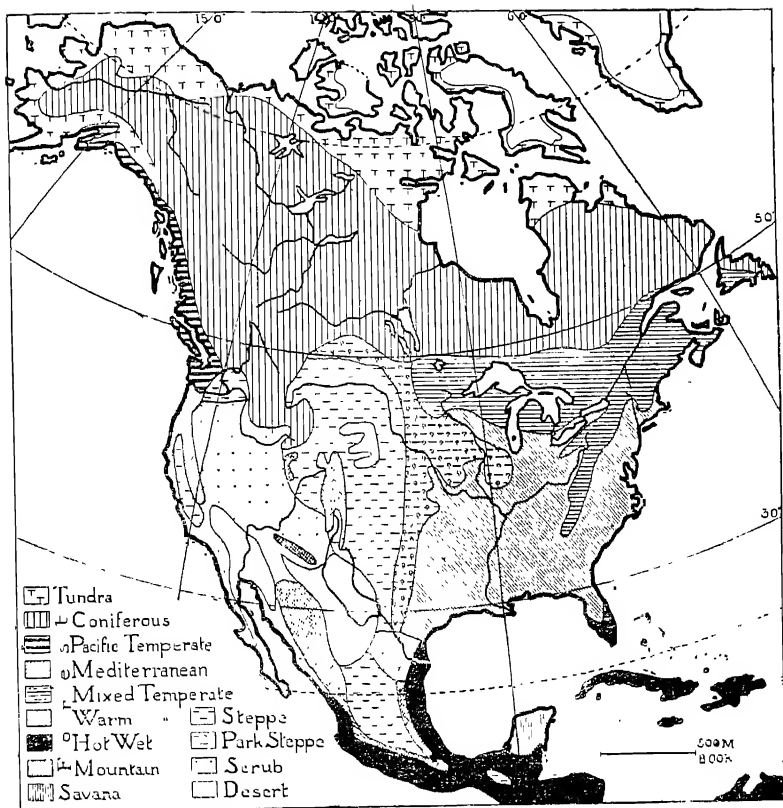 150°
50°
30°
Tundra
Coniferous
Pacific Temperate
Mediterranean
Mixed Temperate
Warm " Steppe
Hot Wet Park Steppe
Mountain Scrub
Savana Desert
500M
800K